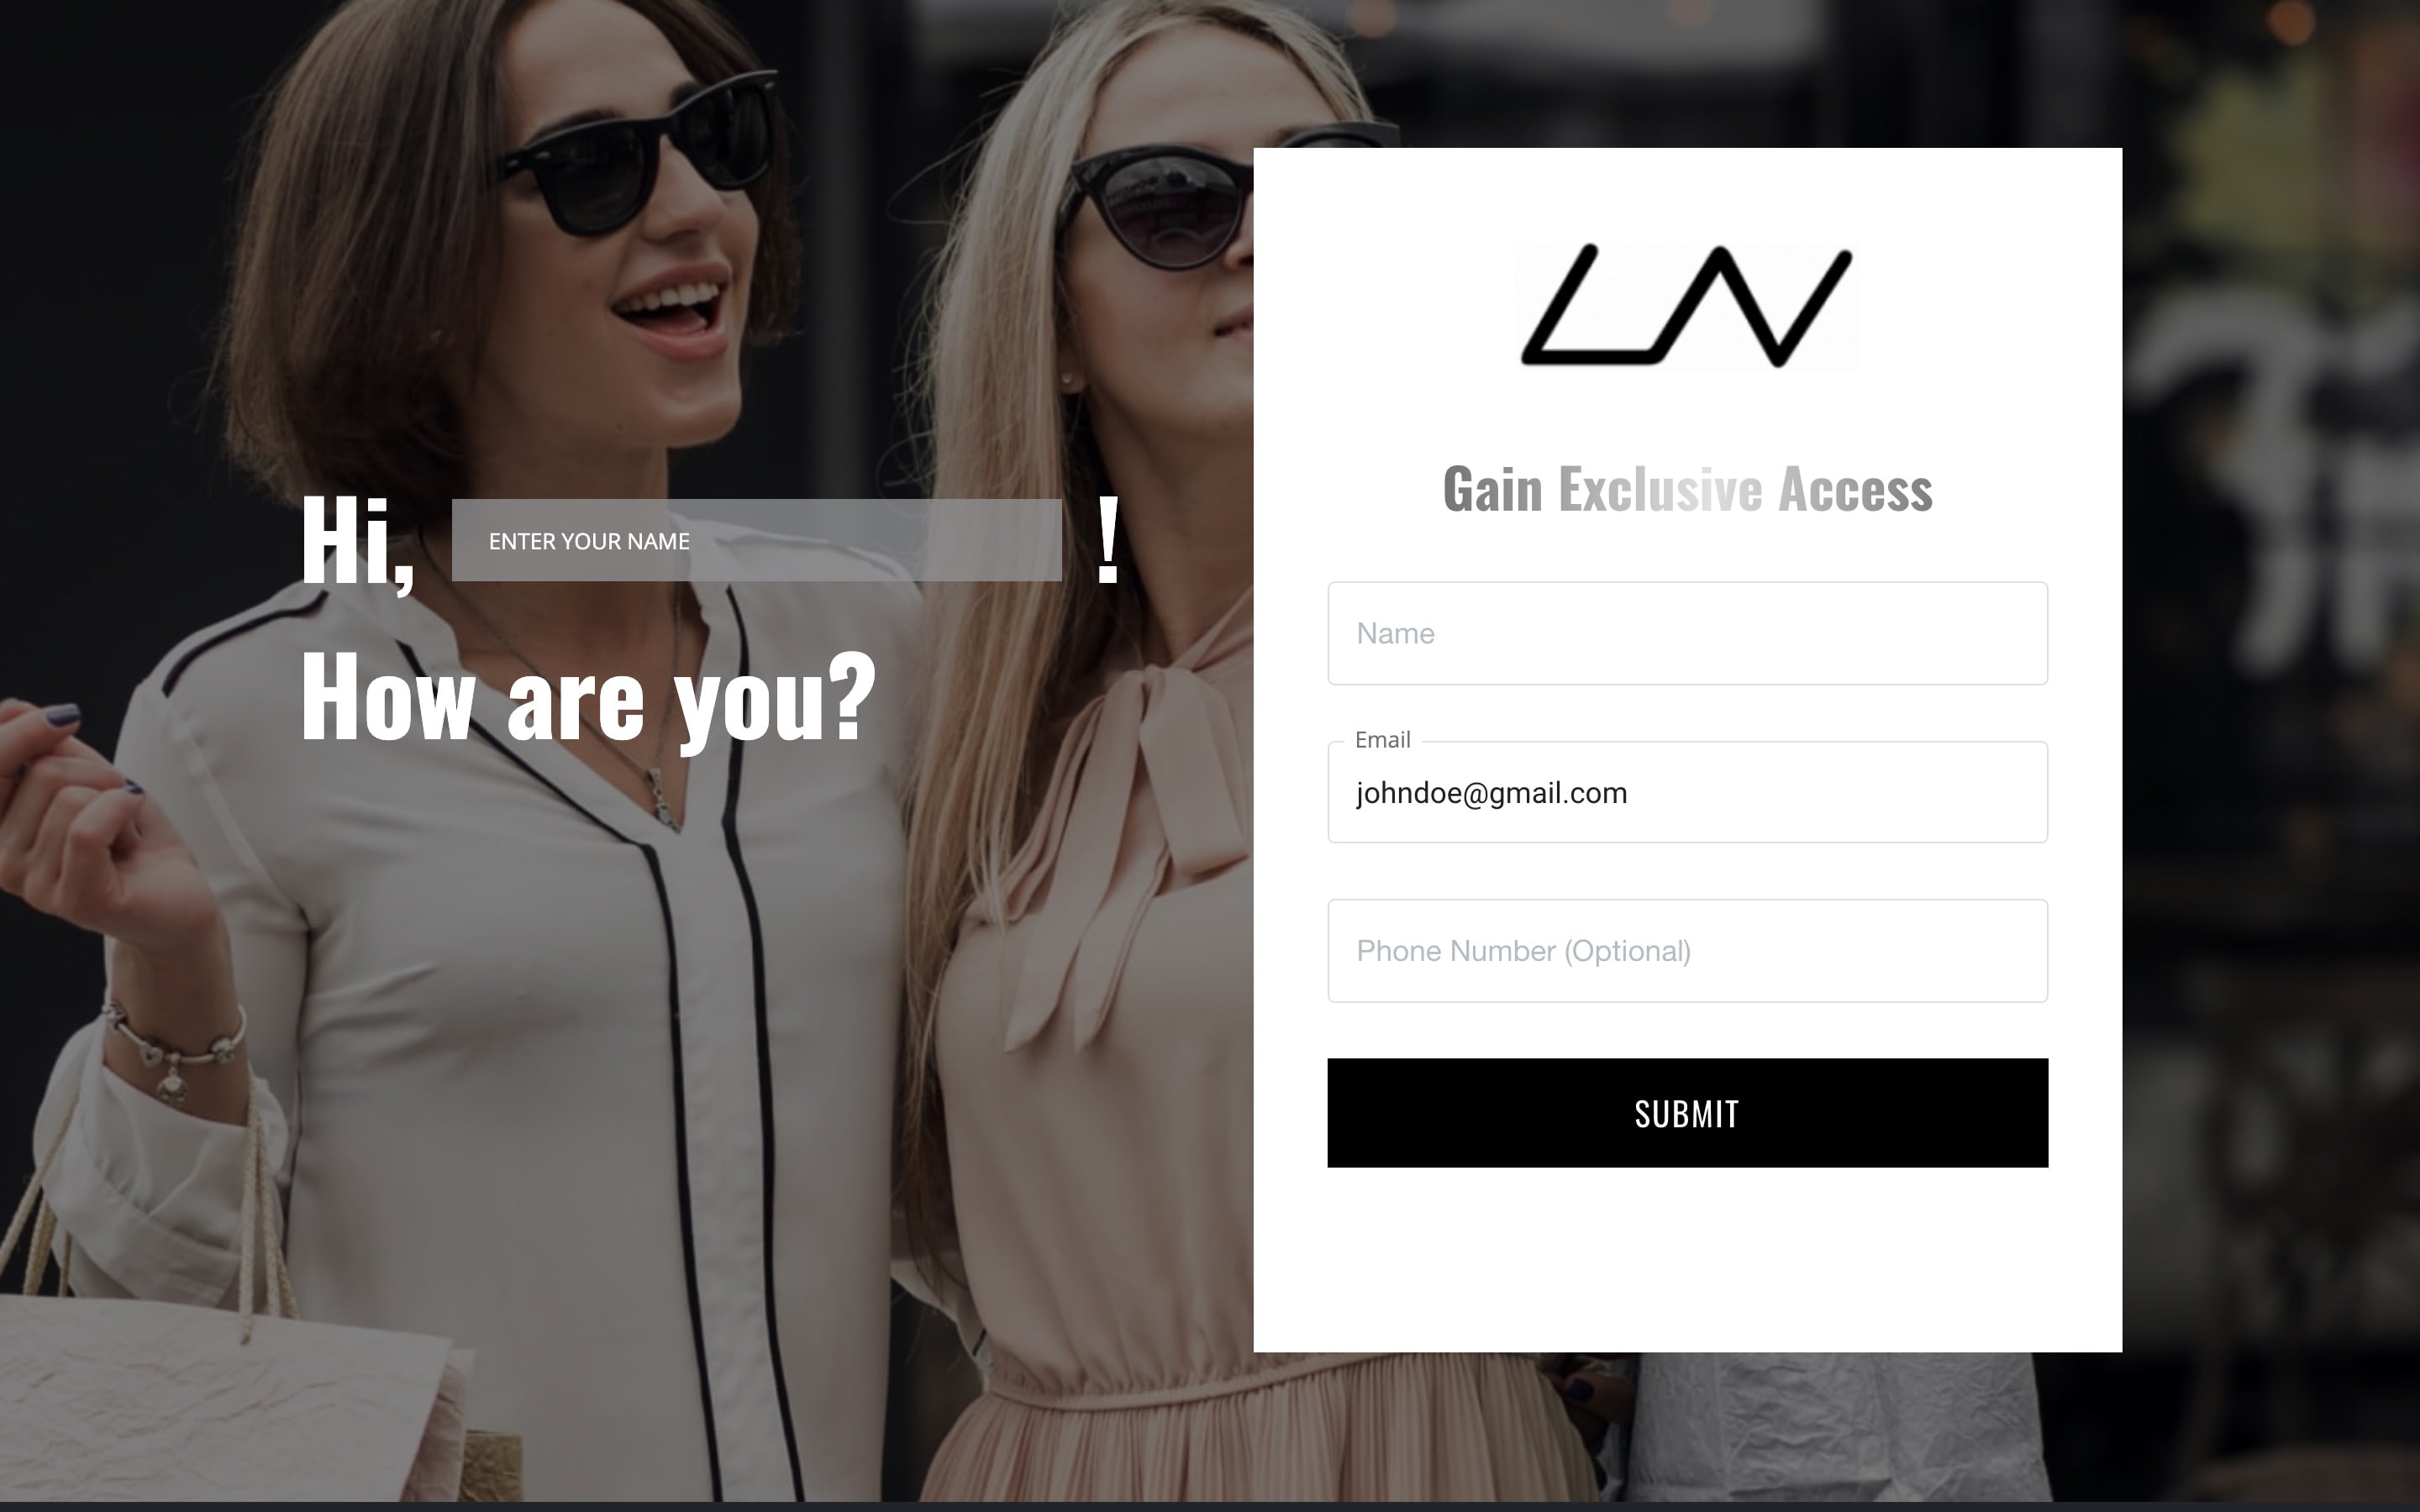 Hi, ENTER YOUR NAME !
How are you?
LN
Gain Exclusive Access
Name
Email
johndoe@gmail.com
Phone Number (Optional)
SUBMIT